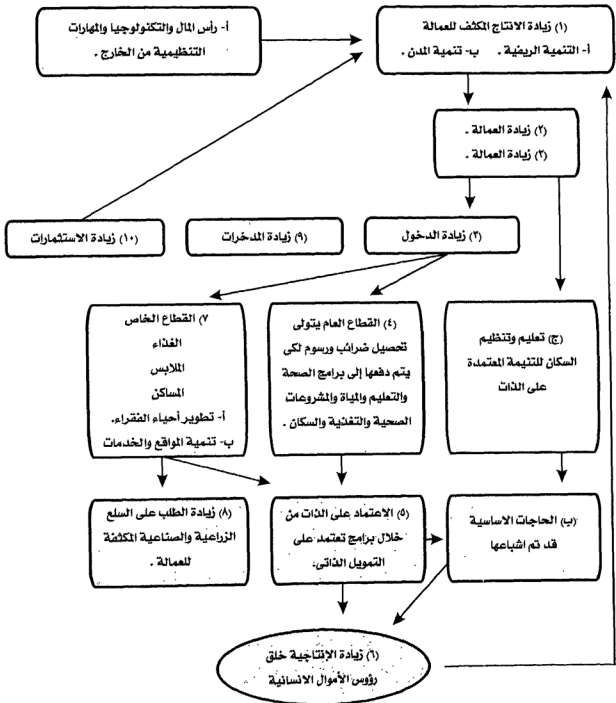 أ- رأس المال والتكنولوجيا والمهارات
التنظيمية من الخارج .
(١) زيادة الانتاج المكثف للعمالة
أ- التنمية الريفية . ب- تنمية المدن .
(٢) زيادة العمالة .
(٢) زيادة العمالة .
(٣) زيادة الدخول
(٩) زيادة المدخرات
(١٠) زيادة الاستثمارات
(ج) تعليم وتنظيم
السكان للتنيمة المعتمدة
على الذات
(٤) القطاع العام يتولى
تحصيل ضرائب ورسوم لكى
يتم دفعها إلى برامج الصحة
والتعليم والمياة والمشروعات
الصحية والتغذية والسكان .
٧) القطاع الخاص
الغذاء
الملابس
المساكن
أ- تطوير أحياء الفقراء.
ب- تنمية المواقع والخدمات
(ب) الحاجات الاساسية
قد تم اشباعها
(٥) الاعتماد على الذات من
خلال برامج تعتمد على
التمويل الذاتى.
(٨) زيادة الطلب على السلع
الزراعية والصناعية المكثفة
للعمالة .
(٦) زيادة الإنتاجية خلق
رؤوس الأموال الانسانية